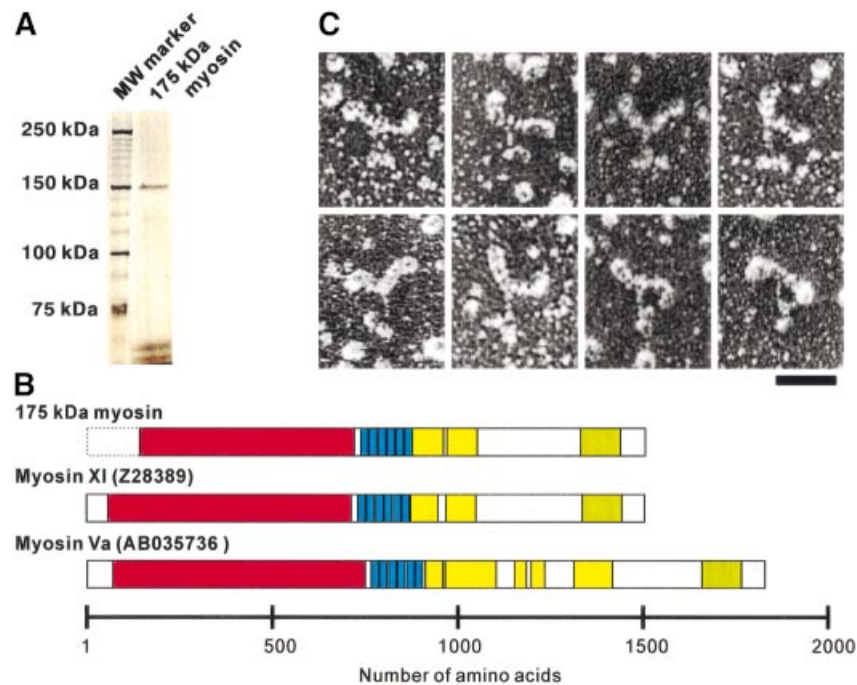 A
MW marker
175 kDa
myosin
250 kDa
150 kDa
100 kDa
75 kDa
C
B
175 kDa myosin
Myosin XI (Z28389)
Myosin Va (AB035736 )
1
500
1000
1500
2000
Number of amino acids